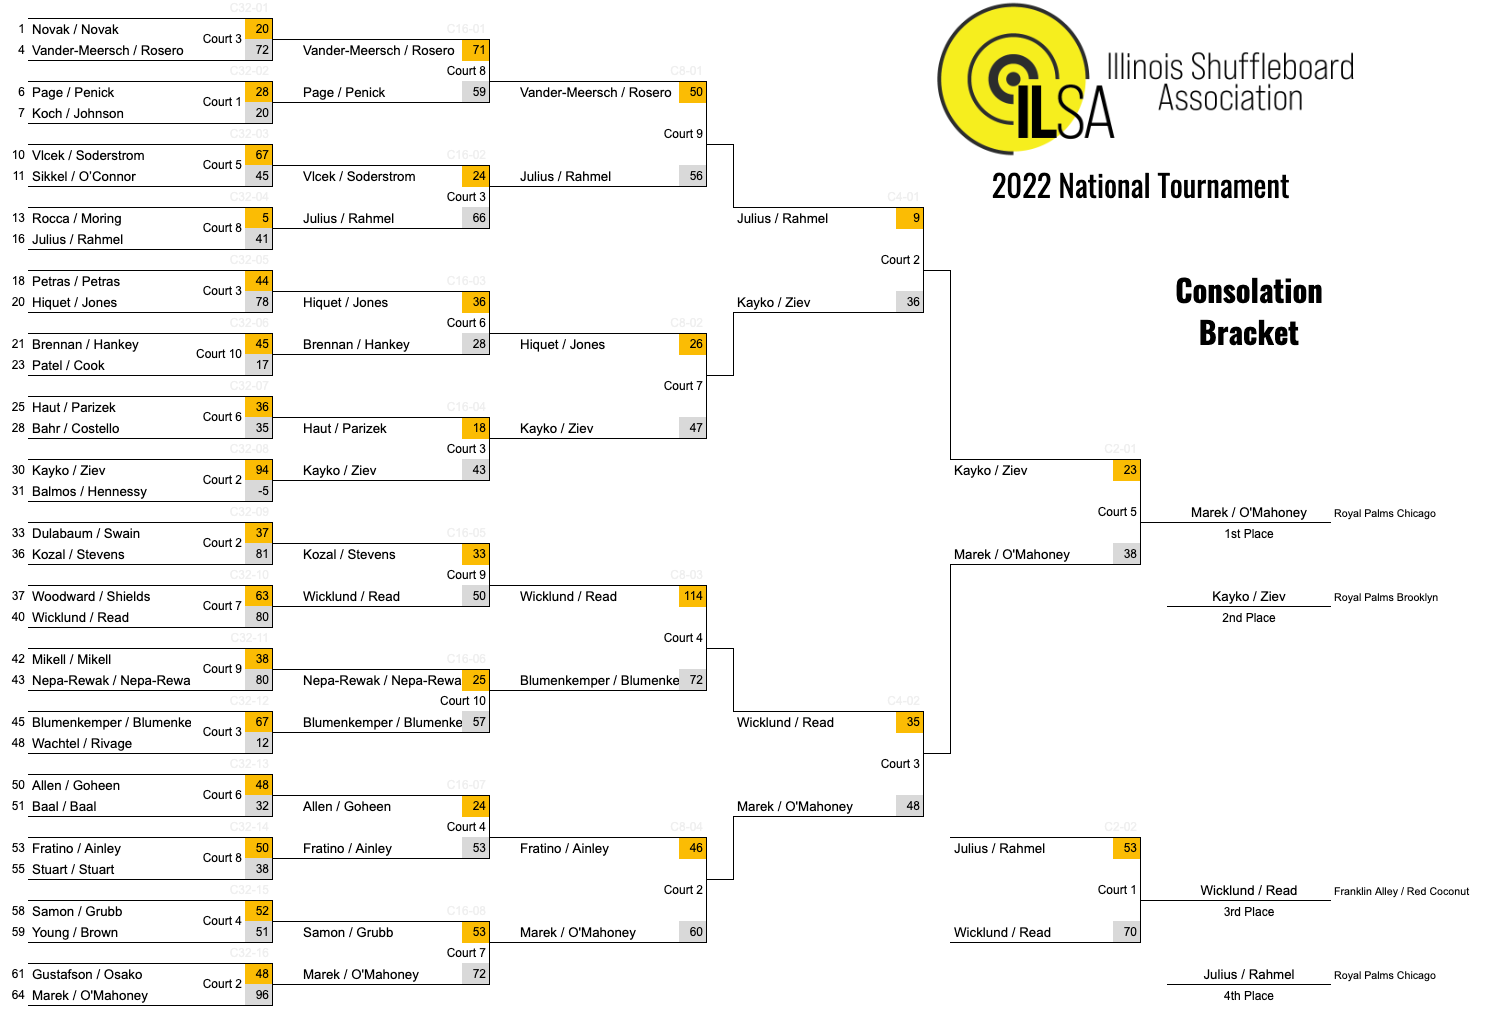 ILSA
Illinois Shuffleboard
Association
2022 National Tournament
Consolation
Bracket
C32-01
1 Novak / Novak 20
Court 3
4 Vander-Meersch / Rosero 72
C32-02
6 Page / Penick 28
Court 1
7 Koch / Johnson 20
C32-03
10 Vlcek / Soderstrom 67
Court 5
11 Sikkel / O'Connor 45
C32-04
13 Rocca / Moring 5
Court 8
16 Julius / Rahmel 41
C32-05
18 Petras / Petras 44
Court 3
20 Hiquet / Jones 78
C32-06
21 Brennan / Hankey 45
Court 10
23 Patel / Cook 17
C32-07
25 Haut / Parizek 36
Court 6
28 Bahr / Costello 35
C32-08
30 Kayko / Ziev 94
Court 2
31 Balmos / Hennessy -5
C32-09
33 Dulabaum / Swain 37
Court 2
36 Kozal / Stevens 81
C32-10
37 Woodward / Shields 63
Court 7
40 Wicklund / Read 80
C32-11
42 Mikell / Mikell 38
Court 9
43 Nepa-Rewak / Nepa-Rewa 80
C32-12
45 Blumenkemper / Blumenke 67
Court 3
48 Wachtel / Rivage 12
C32-13
50 Allen / Goheen 48
Court 6
51 Baal / Baal 32
C32-14
53 Fratino / Ainley 50
Court 8
55 Stuart / Stuart 38
C32-15
58 Samon / Grubb 52
Court 4
59 Young / Brown 51
C32-16
61 Gustafson / Osako 48
Court 2
64 Marek / O'Mahoney 96
C16-01
Vander-Meersch / Rosero 71
Court 8
Page / Penick 59
C16-02
Vlcek / Soderstrom 24
Court 3
Julius / Rahmel 66
C16-03
Hiquet / Jones 36
Court 6
Brennan / Hankey 28
C16-04
Haut / Parizek 18
Court 3
Kayko / Ziev 43
C16-05
Kozal / Stevens 33
Court 9
Wicklund / Read 50
C16-06
Nepa-Rewak / Nepa-Rewa 25
Court 10
Blumenkemper / Blumenke 57
C16-07
Allen / Goheen 24
Court 4
Fratino / Ainley 53
C16-08
Samon / Grubb 53
Court 7
Marek / O'Mahoney 72
C8-01
Vander-Meersch / Rosero 50
Court 9
Julius / Rahmel 56
C8-02
Hiquet / Jones 26
Court 7
Kayko / Ziev 47
C8-03
Wicklund / Read 114
Court 4
Blumenkemper / Blumenke 72
C8-04
Fratino / Ainley 46
Court 2
Marek / O'Mahoney 60
C4-01
Julius / Rahmel 9
Court 2
Kayko / Ziev 36
C4-02
Wicklund / Read 35
Court 3
Marek / O'Mahoney 48
C2-01
Kayko / Ziev 23
Court 5
Marek / O'Mahoney 38
C2-02
Julius / Rahmel 53
Court 1
Wicklund / Read 70
Marek / O'Mahoney Royal Palms Chicago
1st Place
Kayko / Ziev Royal Palms Brooklyn
2nd Place
Wicklund / Read Franklin Alley / Red Coconut
3rd Place
Julius / Rahmel Royal Palms Chicago
4th Place